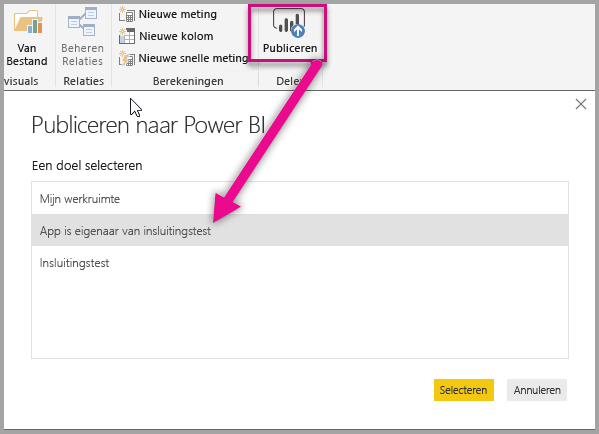 Van
Bestand
visuals
Beheren
Relaties
Relaties
Nieuwe meting
Nieuwe kolom
Nieuwe snelle meting
Berekeningen
Publiceren
Delen
Publiceren naar Power BI
Een doel selecteren
Mijn werkruimte
App is eigenaar van insluitingstest
Insluitingstest
Selecteren
Annuleren